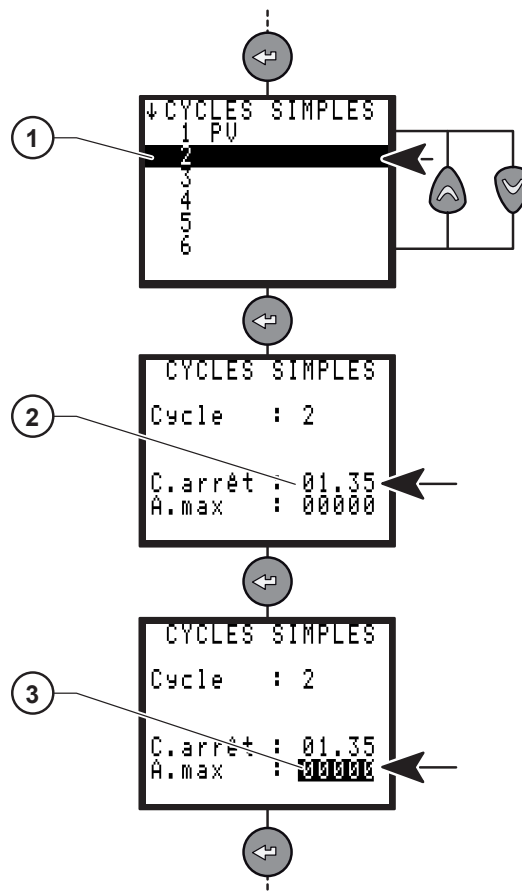 ↓CYCLES SIMPLES
1 PV
1
2
3
4
5
6
CYCLES SIMPLES
Cycle : 2
2
C.arrêt : 01.35
A.max : 00000
CYCLES SIMPLES
Cycle : 2
3
C.arrêt : 01.35
A.max : 00000